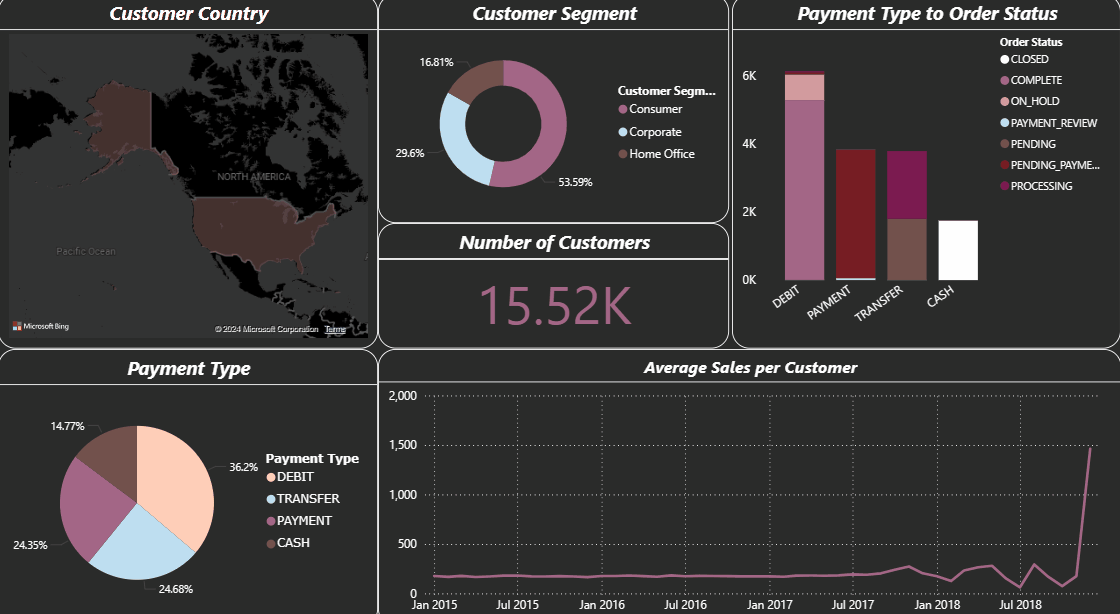 Customer Country
NORTH AMERICA
Pacific Ocean
Microsoft Bing
© 2024 Microsoft Corporation Terms
Customer Segment
16.81%
29.6%
53.59%
Customer Segm...
Consumer
Corporate
Home Office
Number of Customers
15.52K
Payment Type to Order Status
6K
4K
2K
0K
DEBIT
PAYMENT
TRANSFER
CASH
Order Status
CLOSED
COMPLETE
ON_HOLD
PAYMENT_REVIEW
PENDING
PENDING_PAYME...
PROCESSING
Payment Type
14.77%
36.2%
24.35%
24.68%
Payment Type
DEBIT
TRANSFER
PAYMENT
CASH
Average Sales per Customer
2,000
1,500
1,000
500
0
Jan 2015 Jul 2015 Jan 2016 Jul 2016 Jan 2017 Jul 2017 Jan 2018 Jul 2018